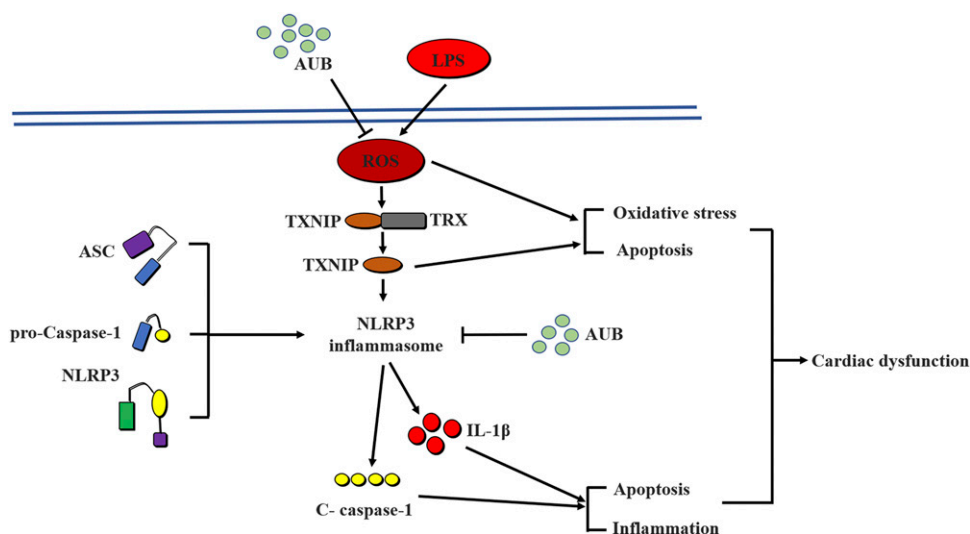 AUB
LPS
ROS
TXNIP TRX
Oxidative stress
ASC
Apoptosis
TXNIP
pro-Caspase-1
NLRP3
inflammasome
AUB
Cardiac dysfunction
NLRP3
IL-1β
Apoptosis
C- caspase-1
Inflammation